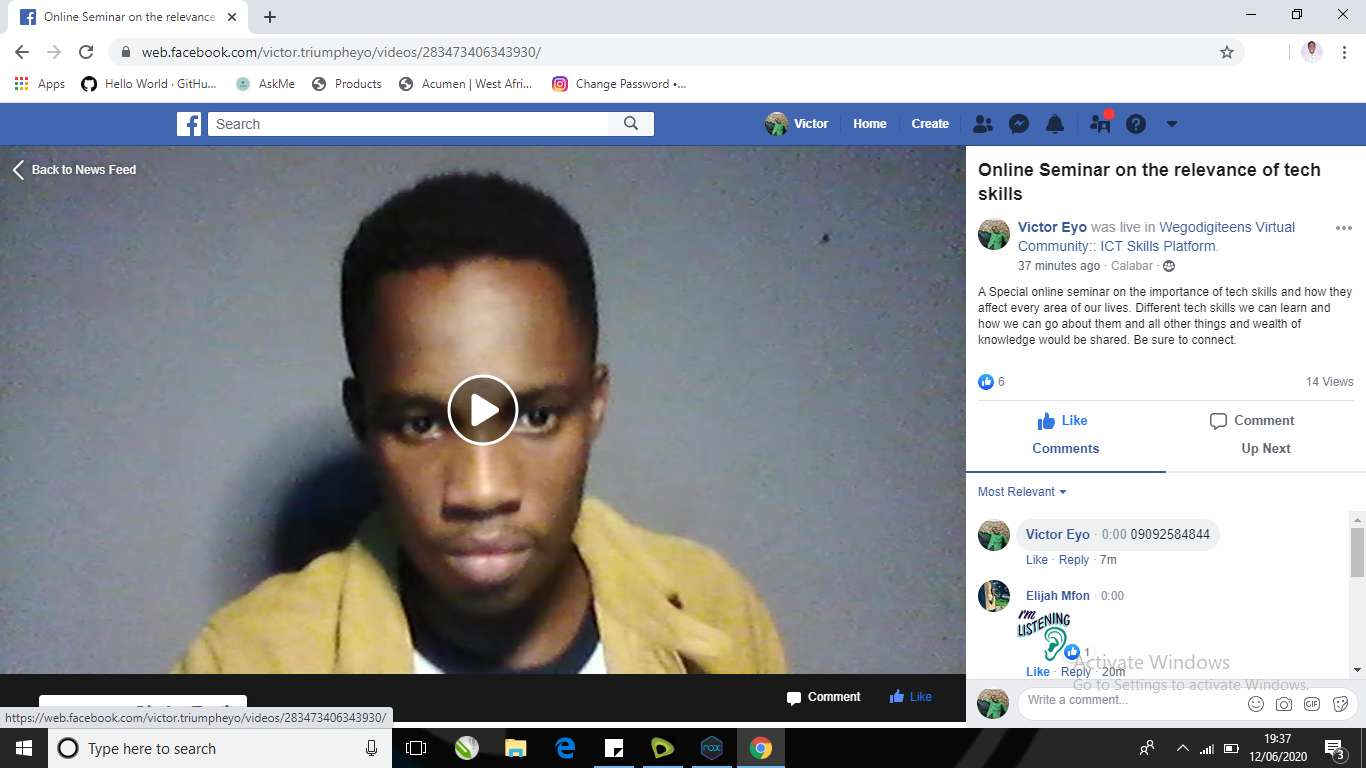 Online Seminar on the relevance
web.facebook.com/victor.triumpheyo/videos/283473406343930/
Apps
Hello World · GitHu...
AskMe
Products
Acumen | West Afri...
Change Password •...
Search
Victor
Home
Create
Back to News Feed
Online Seminar on the relevance of tech
skills
Victor Eyo was live in Wegodigiteens Virtual
Community:: ICT Skills Platform.
37 minutes ago · Calabar ·
A Special online seminar on the importance of tech skills and how they
affect every area of our lives. Different tech skills we can learn and
how we can go about them and all other things and wealth of
knowledge would be shared. Be sure to connect.
6
14 Views
Like
Comment
Comments
Up Next
Most Relevant
Victor Eyo · 0:00 09092584844
Like · Reply · 7m
Elijah Mfon · 0:00
I'M
LISTENING
1
Like · Reply · 20m
Activate Windows
Go to Settings to activate Windows.
Write a comment...
GIF
Comment
Like
https://web.facebook.com/victor.triumpheyo/videos/283473406343930/
Type here to search
nox
19:37
12/06/2020
3